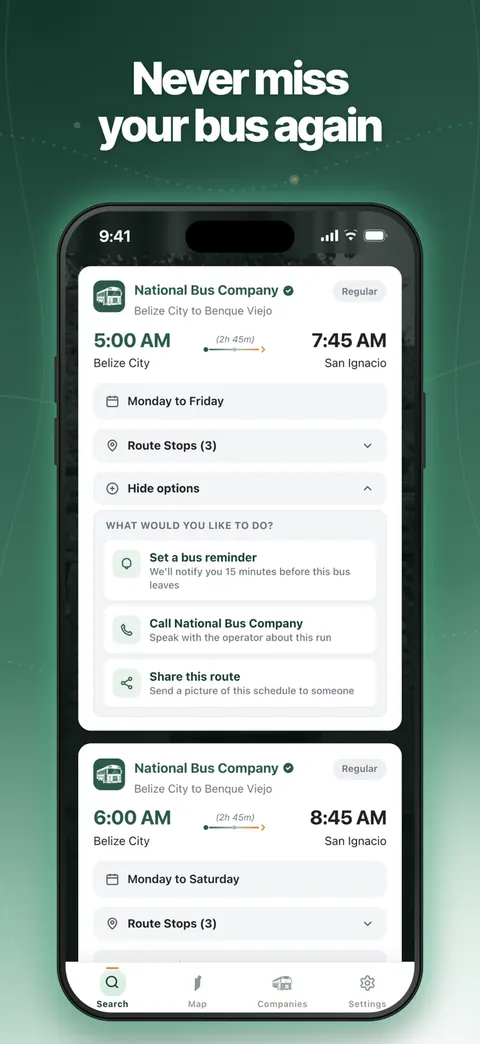 Never miss
your bus again
9:41
National Bus Company
Regular
Belize City to Benque Viejo
5:00 AM
(2h 45m)
7:45 AM
Belize City
San Ignacio
Monday to Friday
Route Stops (3)
Hide options
WHAT WOULD YOU LIKE TO DO?
Set a bus reminder
We'll notify you 15 minutes before this bus
leaves
Call National Bus Company
Speak with the operator about this run
Share this route
Send a picture of this schedule to someone
National Bus Company
Regular
Belize City to Benque Viejo
6:00 AM
(2h 45m)
8:45 AM
Belize City
San Ignacio
Monday to Saturday
Route Stops (3)
Search
Map
Companies
Settings